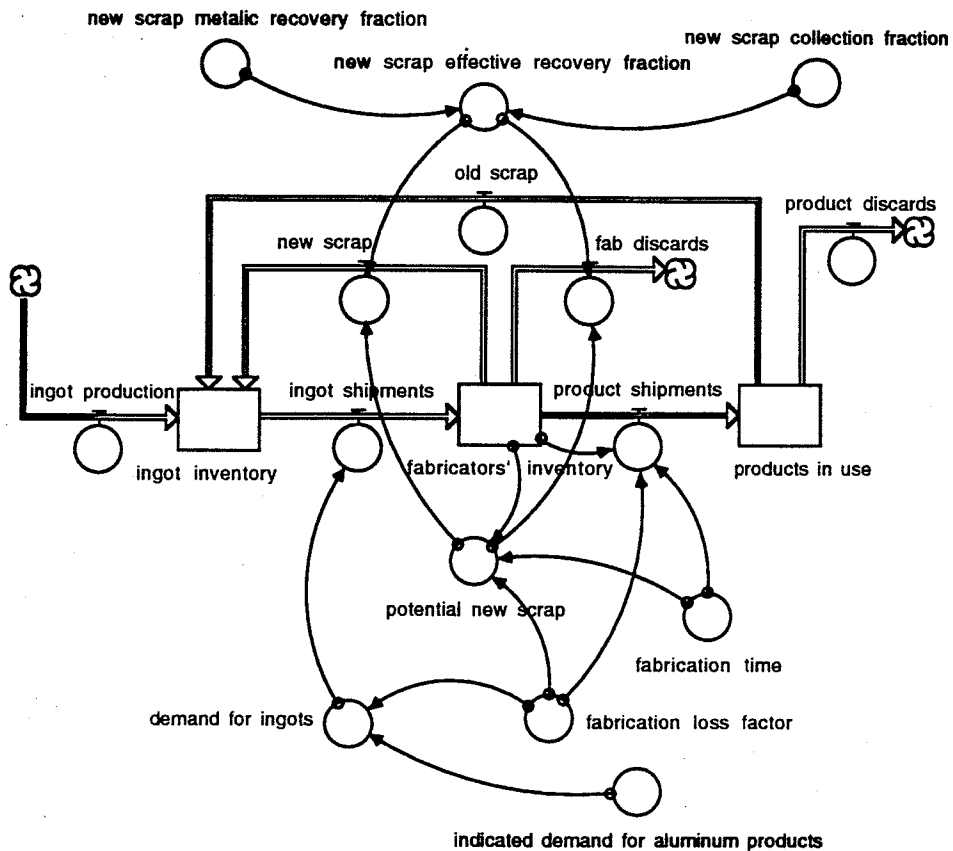 new scrap metalic recovery fraction
new scrap collection fraction
new scrap effective recovery fraction
old scrap
product discards
new scrap
fab discards
ingot production
ingot shipments
product shipments
ingot inventory
fabricators' inventory
products in use
potential new scrap
fabrication time
demand for ingots
fabrication loss factor
indicated demand for aluminum products